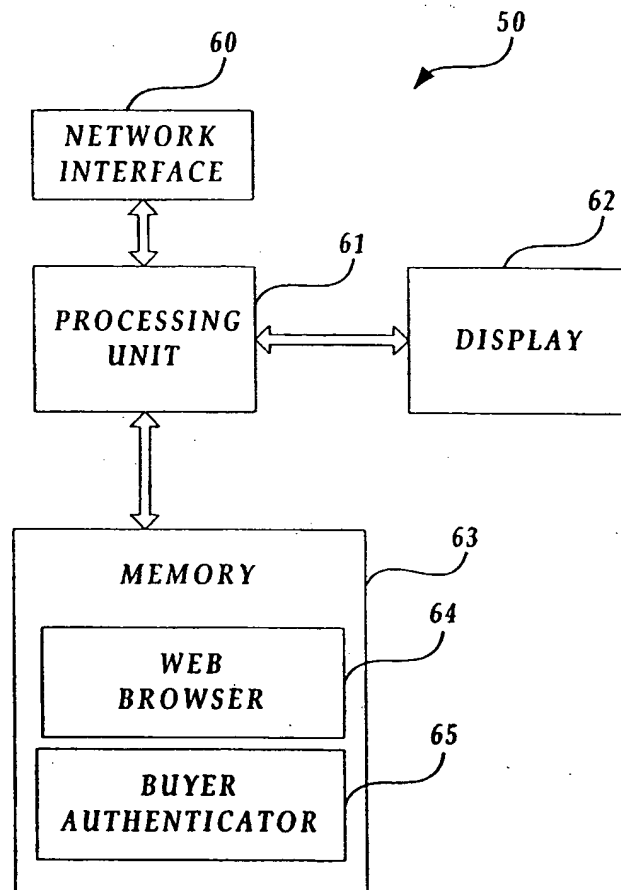 50
60
NETWORK
INTERFACE
61
62
PROCESSING
UNIT
DISPLAY
63
MEMORY
64
WEB
BROWSER
65
BUYER
AUTHENTICATOR